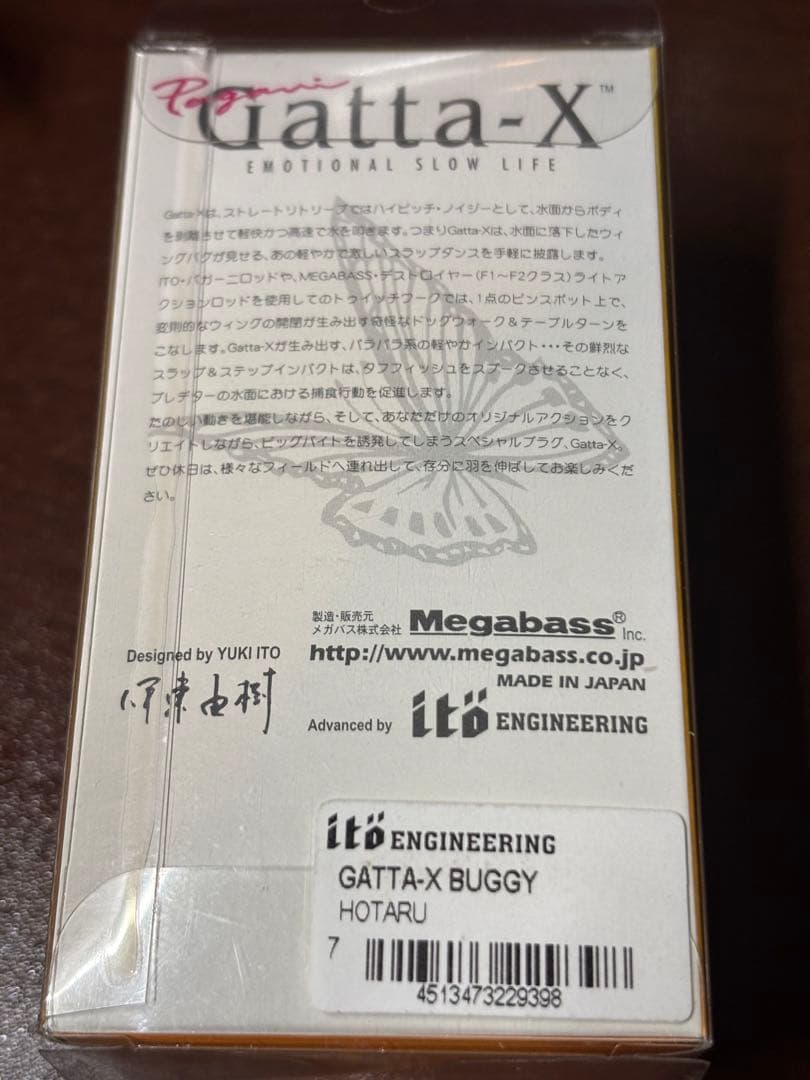 Pagani
Gatta-X™
EMOTIONAL SLOW LIFE
Gatta-Xは、ストレートリトリーブではハイピッチ・ノイジーとして、水面からボディ
を剥離させて軽快かつ高速で水を叩きます。つまりGatta-Xは、水面に落下したウィ
ングバグが見せる、あの軽やかで激しいスラップダンスを手軽に披露します。
ITO・パガーニロッドや、MEGABASS・デストロイヤー(F1〜F2クラス)ライトア
クションロッドを使用してのトゥイッチワークでは、1点のピンスポット上で、
変則的なウィングの開閉が生み出す奇怪なドッグウォーク&テーブルターンを
こなします。Gatta-Xが生み出す、パラパラ系の軽やかインパクト・・・その鮮烈な
スラップ&ステップインパクトは、タフフィッシュをスプークさせることなく、
プレデターの水面における捕食行動を促進します。
たのしい動きを堪能しながら、そして、あなただけのオリジナルアクションをク
リエイトしながら、ビッグバイトを誘発してしまうスペシャルプラグ、Gatta-X。
ぜひ休日は、様々なフィールドへ連れ出して、存分に羽を伸ばしてお楽しみくだ
さい。
製造・販売元
メガバス株式会社 Megabass® Inc.
Designed by YUKI ITO http://www.megabass.co.jp
MADE IN JAPAN
伊東由樹
Advanced by itö ENGINEERING
itö ENGINEERING
GATTA-X BUGGY
HOTARU
7
4513473229398